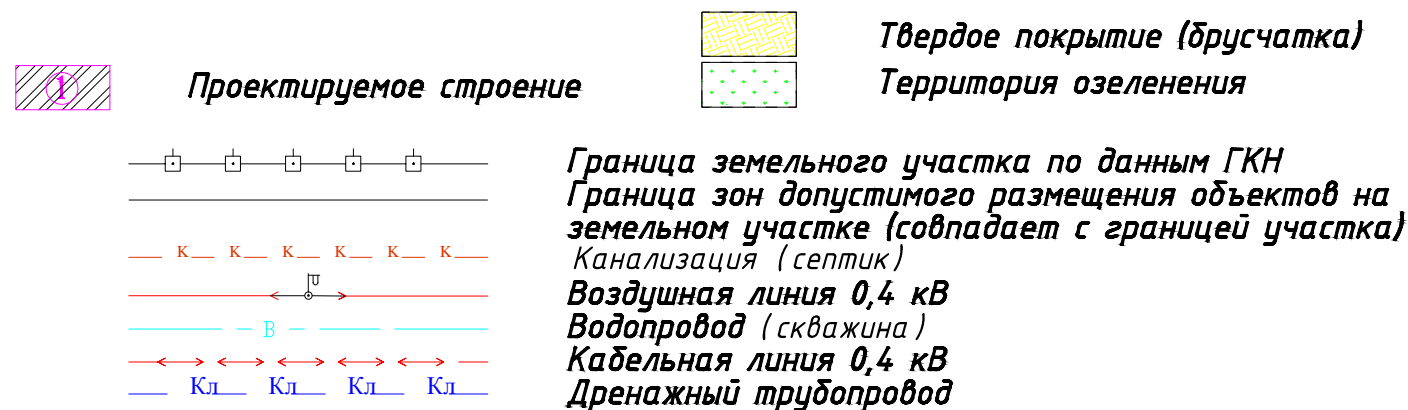 Твердое покрытие (брусчатка)
1 Проектируемое строение
Территория озеленения
Граница земельного участка по данным ГКН
Граница зон допустимого размещения объектов на
земельном участке (совпадает с границей участка)
К К К К К К Канализация (септик)
U Воздушная линия 0,4 кВ
В Водопровод (скважина)
Кабельная линия 0,4 кВ
Кл Кл Кл Кл Дренажный трубопровод